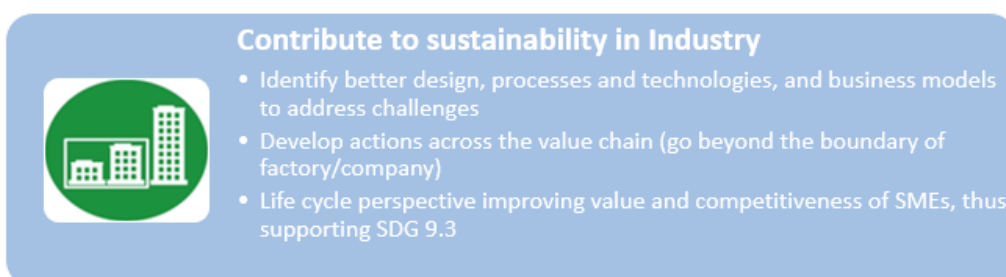 Contribute to sustainability in Industry
• Identify better design, processes and technologies, and business models
to address challenges
• Develop actions across the value chain (go beyond the boundary of
factory/company)
• Life cycle perspective improving value and competitiveness of SMEs, thus
supporting SDG 9.3